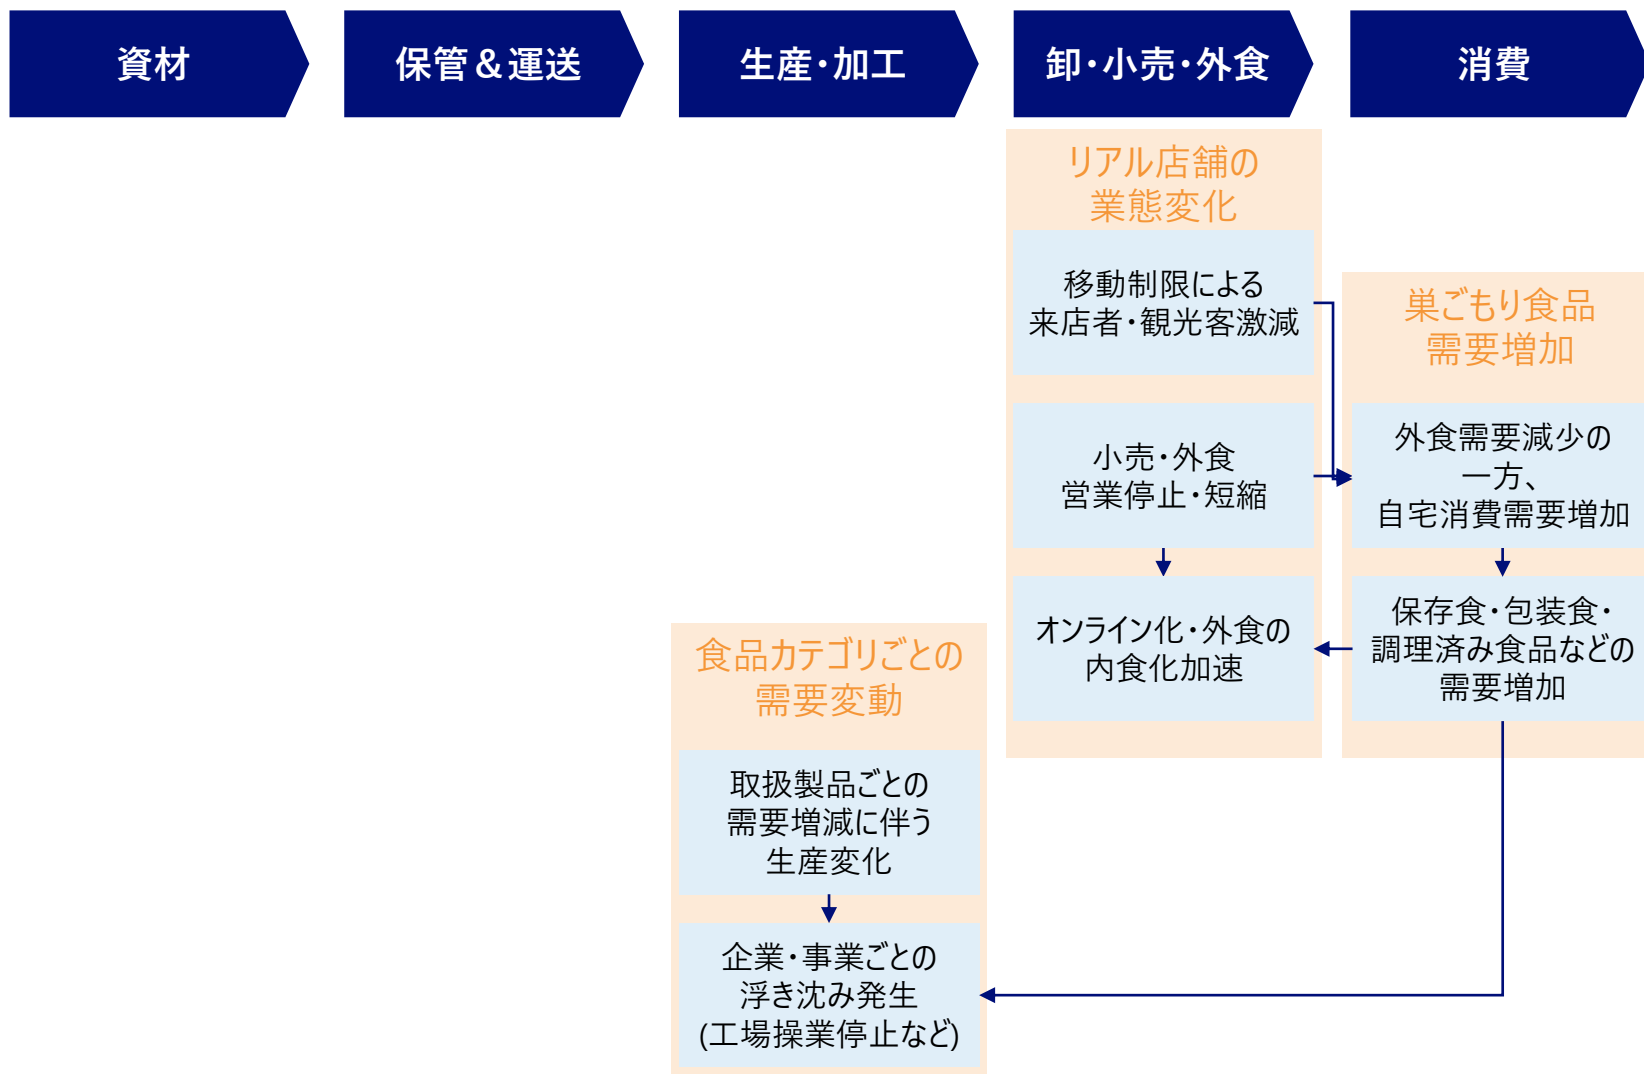 資材
保管＆運送
生産・加工
卸・小売・外食
消費
リアル店舗の
業態変化
移動制限による
来店者・観光客激減
小売・外食
営業停止・短縮
オンライン化・外食の
内食化加速
巣ごもり食品
需要増加
外食需要減少の
一方、
自宅消費需要増加
保存食・包装食・
調理済み食品などの
需要増加
食品カテゴリごとの
需要変動
取扱製品ごとの
需要増減に伴う
生産変化
企業・事業ごとの
浮き沈み発生
(工場操業停止など)